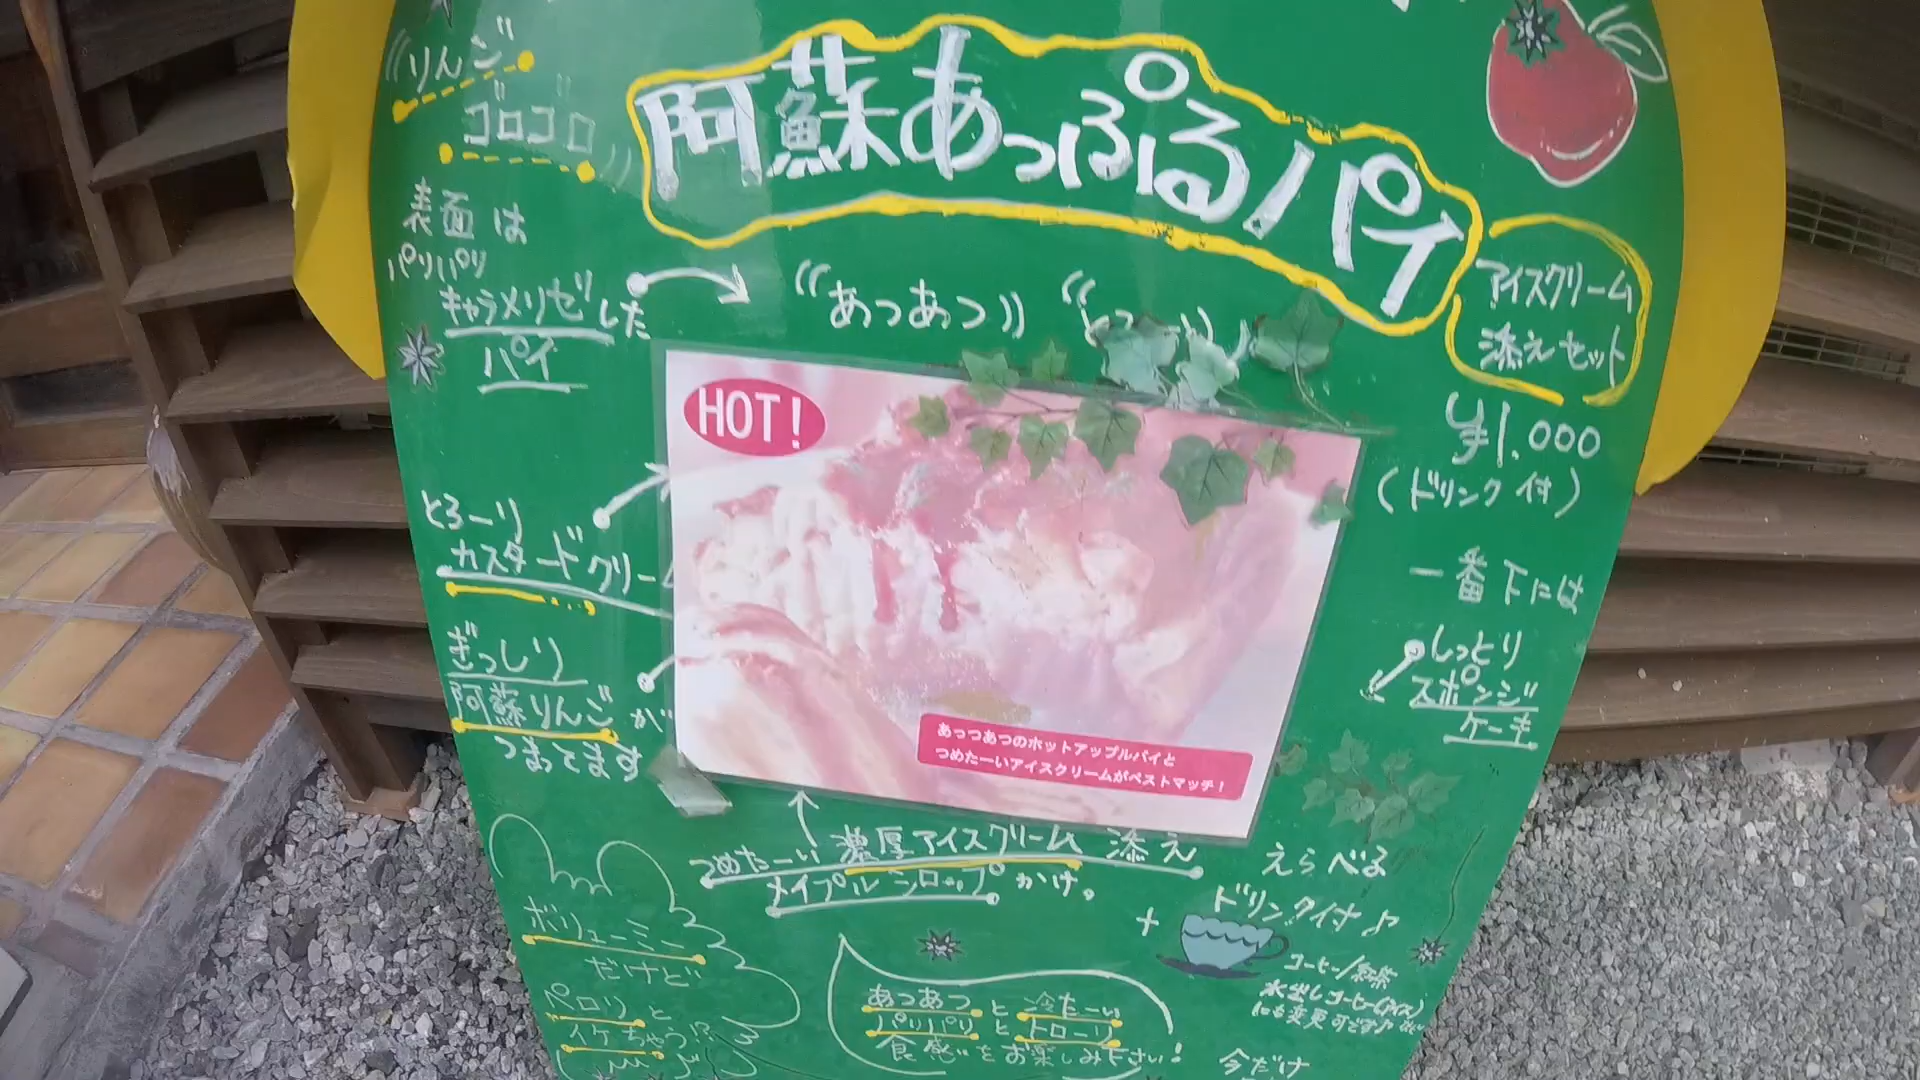 りんご
ゴロゴロ
阿蘇あっぷるパイ
アイスクリーム
添えセット
¥1.000
(ドリンク付)
表面は
パリパリ
キャラメリゼした
パイ
あつあつ
HOT!
とろーり
カスタードクリーム
ぎっしり
阿蘇りんごが
つまってます
一番下には
しっとり
スポンジ
ケーキ
あっつあつのホットアップルパイと
つめたーいアイスクリームがベストマッチ!
つめたーい濃厚アイスクリーム添え
メイプルシロップかけ。
えらべる
+ ドリンク付♪
コーヒー/紅茶
水出しコーヒー(アイス)
にも変更可です♪
ボリューミー
だけど
ペロリと
イケちゃう!?
あつあつと冷たーい
パリパリとトローリ
食感をお楽しみ下さい!
今だけ